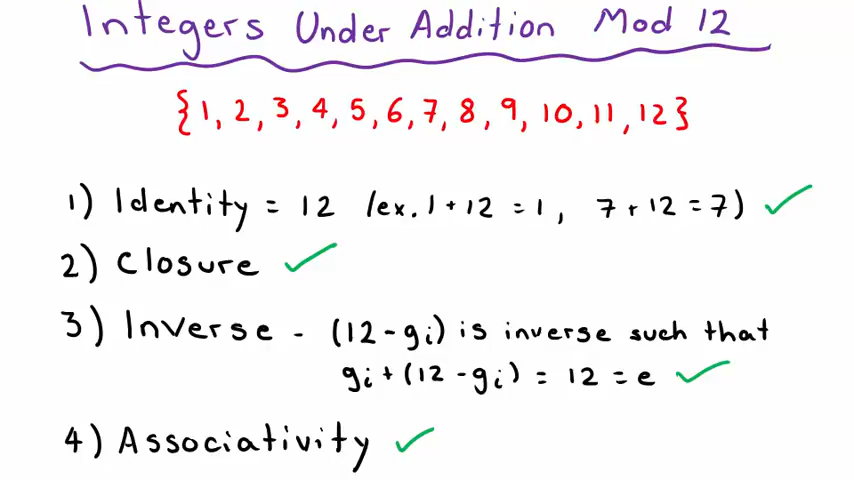 Integers Under Addition Mod 12
{1, 2, 3, 4, 5, 6, 7, 8, 9, 10, 11, 12}
1) Identity = 12 (ex. 1 + 12 = 1, 7 + 12 = 7) ✓
2) Closure ✓
3) Inverse - (12 - gᵢ) is inverse such that
gᵢ + (12 - gᵢ) = 12 = e ✓
4) Associativity ✓